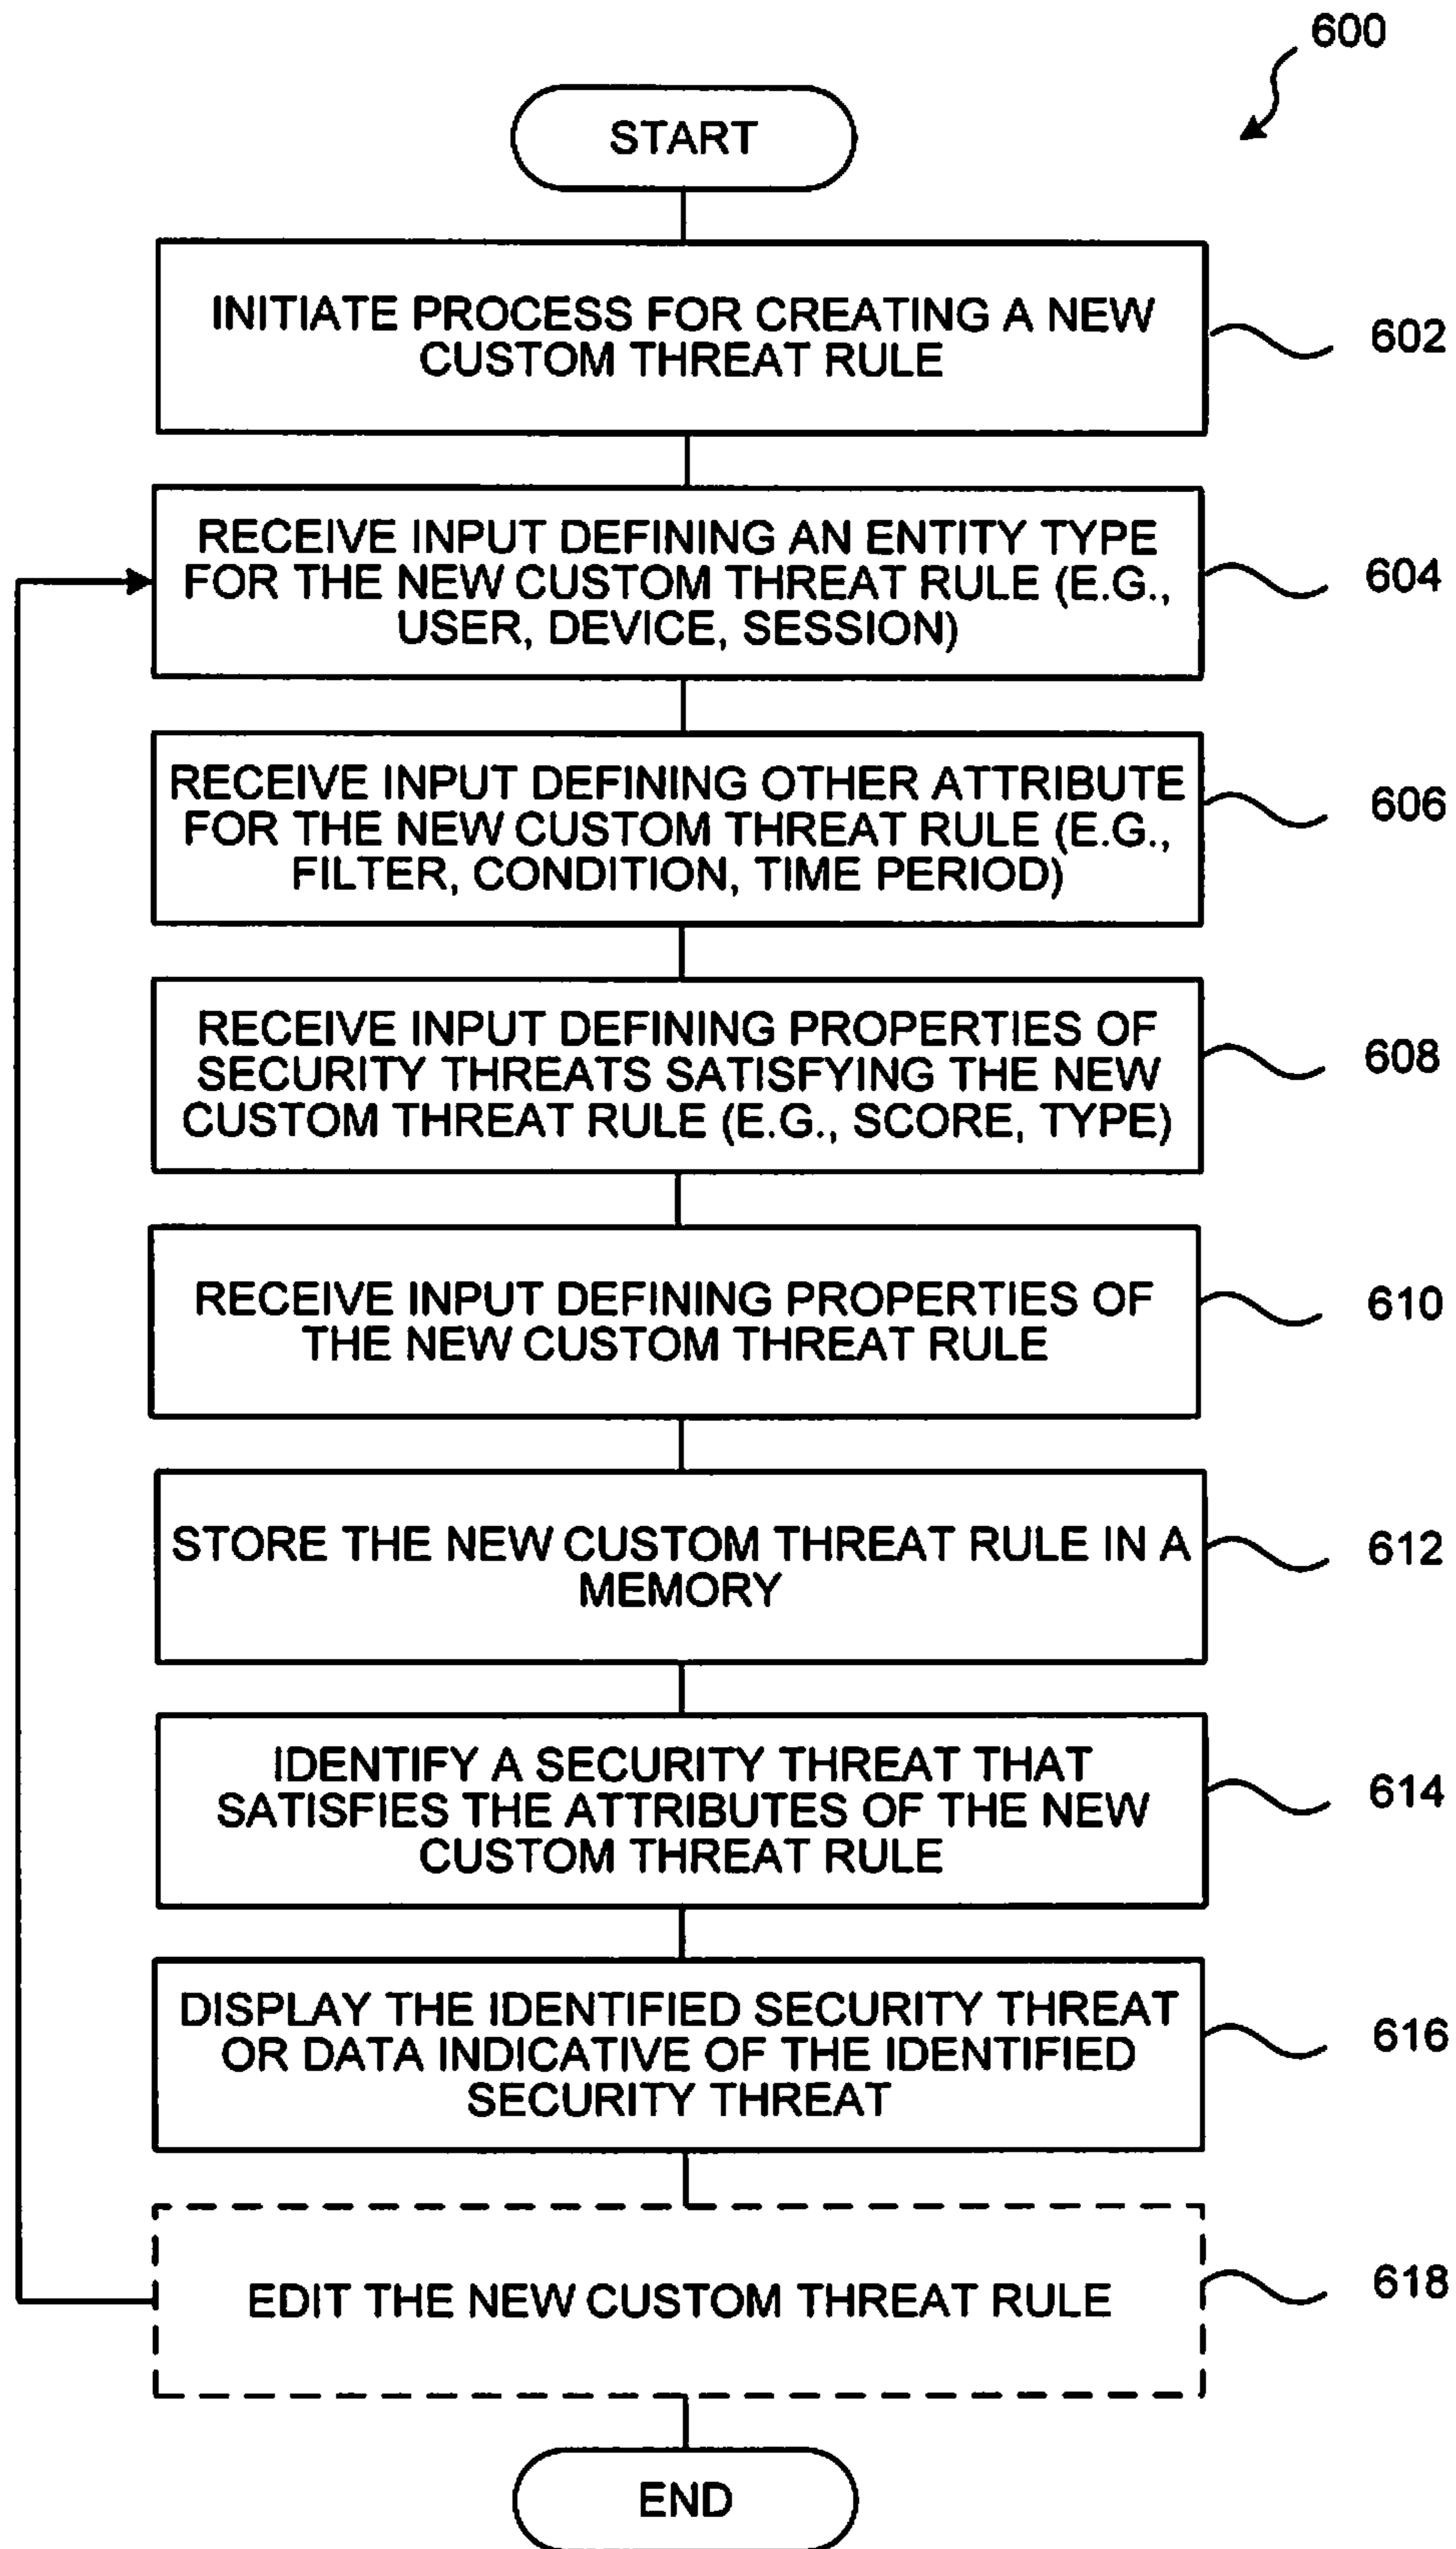 600
START
INITIATE PROCESS FOR CREATING A NEW
CUSTOM THREAT RULE
602
RECEIVE INPUT DEFINING AN ENTITY TYPE
FOR THE NEW CUSTOM THREAT RULE (E.G.,
USER, DEVICE, SESSION)
604
RECEIVE INPUT DEFINING OTHER ATTRIBUTE
FOR THE NEW CUSTOM THREAT RULE (E.G.,
FILTER, CONDITION, TIME PERIOD)
606
RECEIVE INPUT DEFINING PROPERTIES OF
SECURITY THREATS SATISFYING THE NEW
CUSTOM THREAT RULE (E.G., SCORE, TYPE)
608
RECEIVE INPUT DEFINING PROPERTIES OF
THE NEW CUSTOM THREAT RULE
610
STORE THE NEW CUSTOM THREAT RULE IN A
MEMORY
612
IDENTIFY A SECURITY THREAT THAT
SATISFIES THE ATTRIBUTES OF THE NEW
CUSTOM THREAT RULE
614
DISPLAY THE IDENTIFIED SECURITY THREAT
OR DATA INDICATIVE OF THE IDENTIFIED
SECURITY THREAT
616
EDIT THE NEW CUSTOM THREAT RULE
618
END